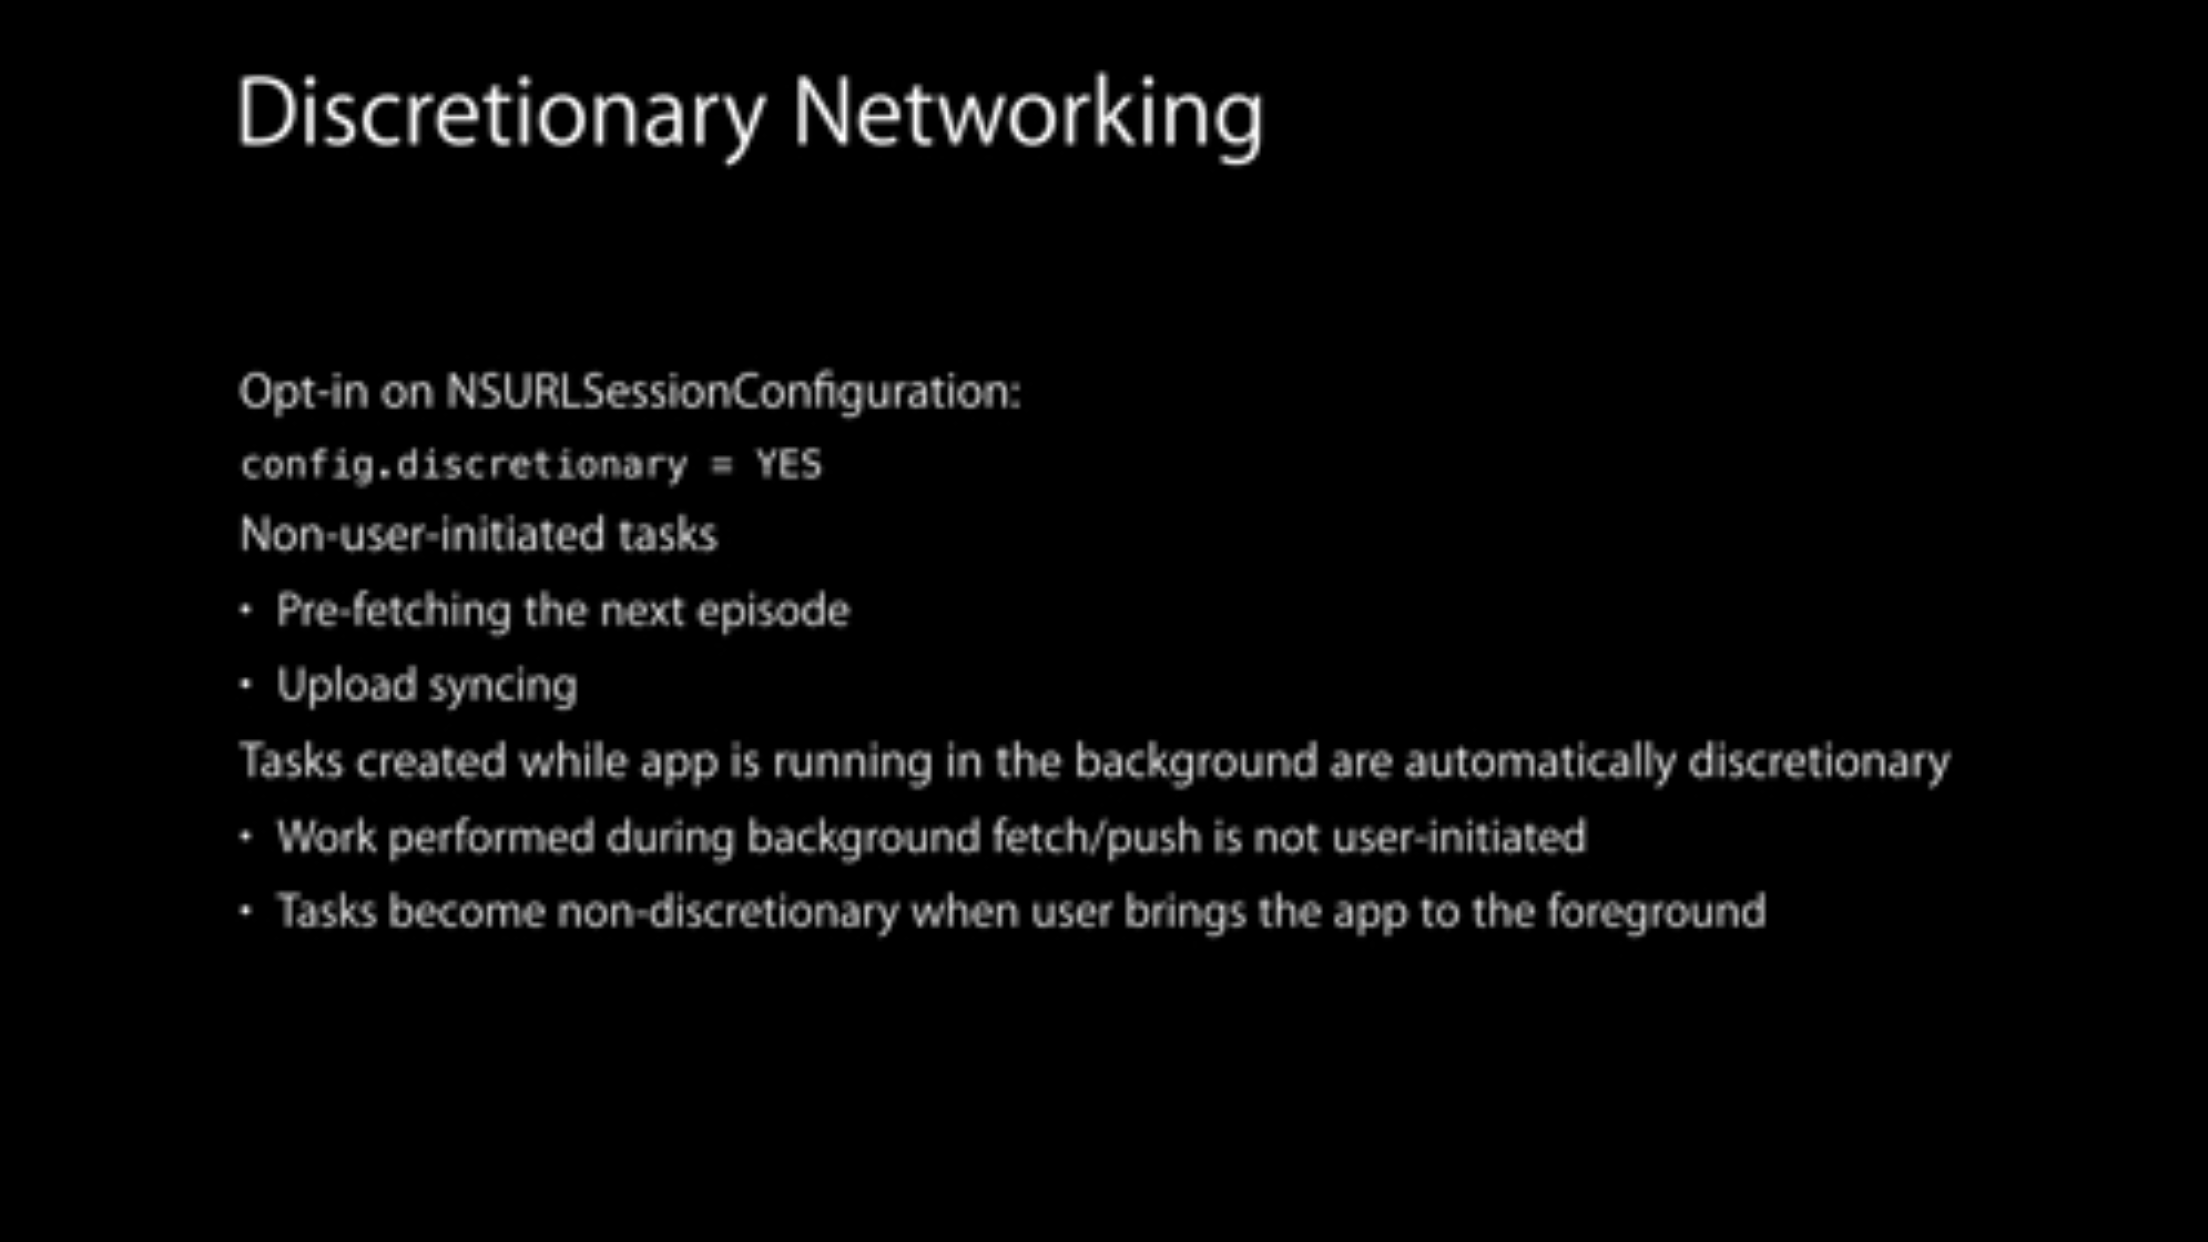 Discretionary Networking
Opt-in on NSURLSessionConfiguration:
config.discretionary = YES
Non-user-initiated tasks
• Pre-fetching the next episode
• Upload syncing
Tasks created while app is running in the background are automatically discretionary
• Work performed during background fetch/push is not user-initiated
• Tasks become non-discretionary when user brings the app to the foreground